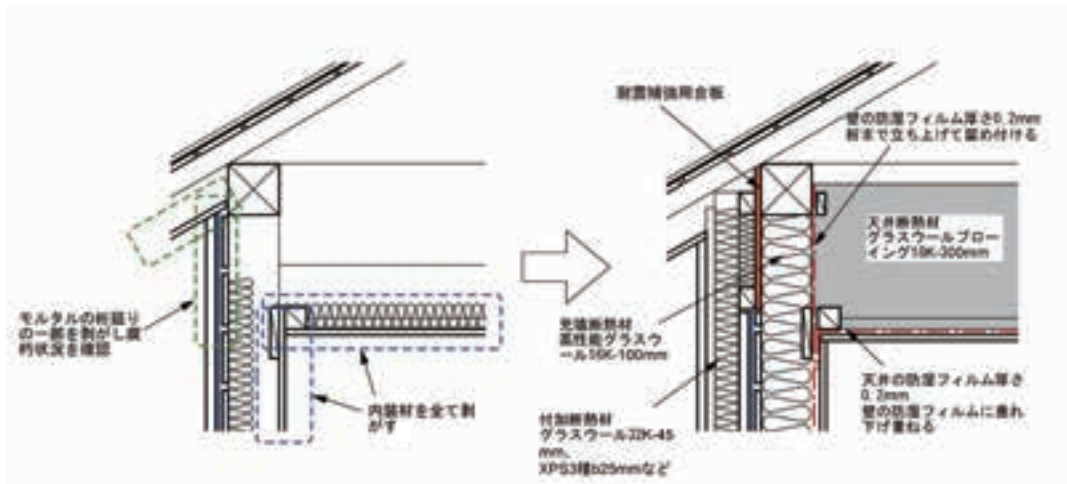 モルタルの桁廻り
の一部を剥がし腐
朽状況を確認
内装材を全て剥
がす
耐震補強用合板
壁の防湿フィルム厚さ0.2mm
桁まで立ち上げて留め付ける
天井断熱材
グラスウールブロー
イング18K-300mm
充填断熱材
高性能グラスウ
ール16K-100mm
付加断熱材
グラスウール32K-45
mm、
XPS3種b25mmなど
天井の防湿フィルム厚さ
0.2mm
壁の防湿フィルムに垂れ
下げ重ねる